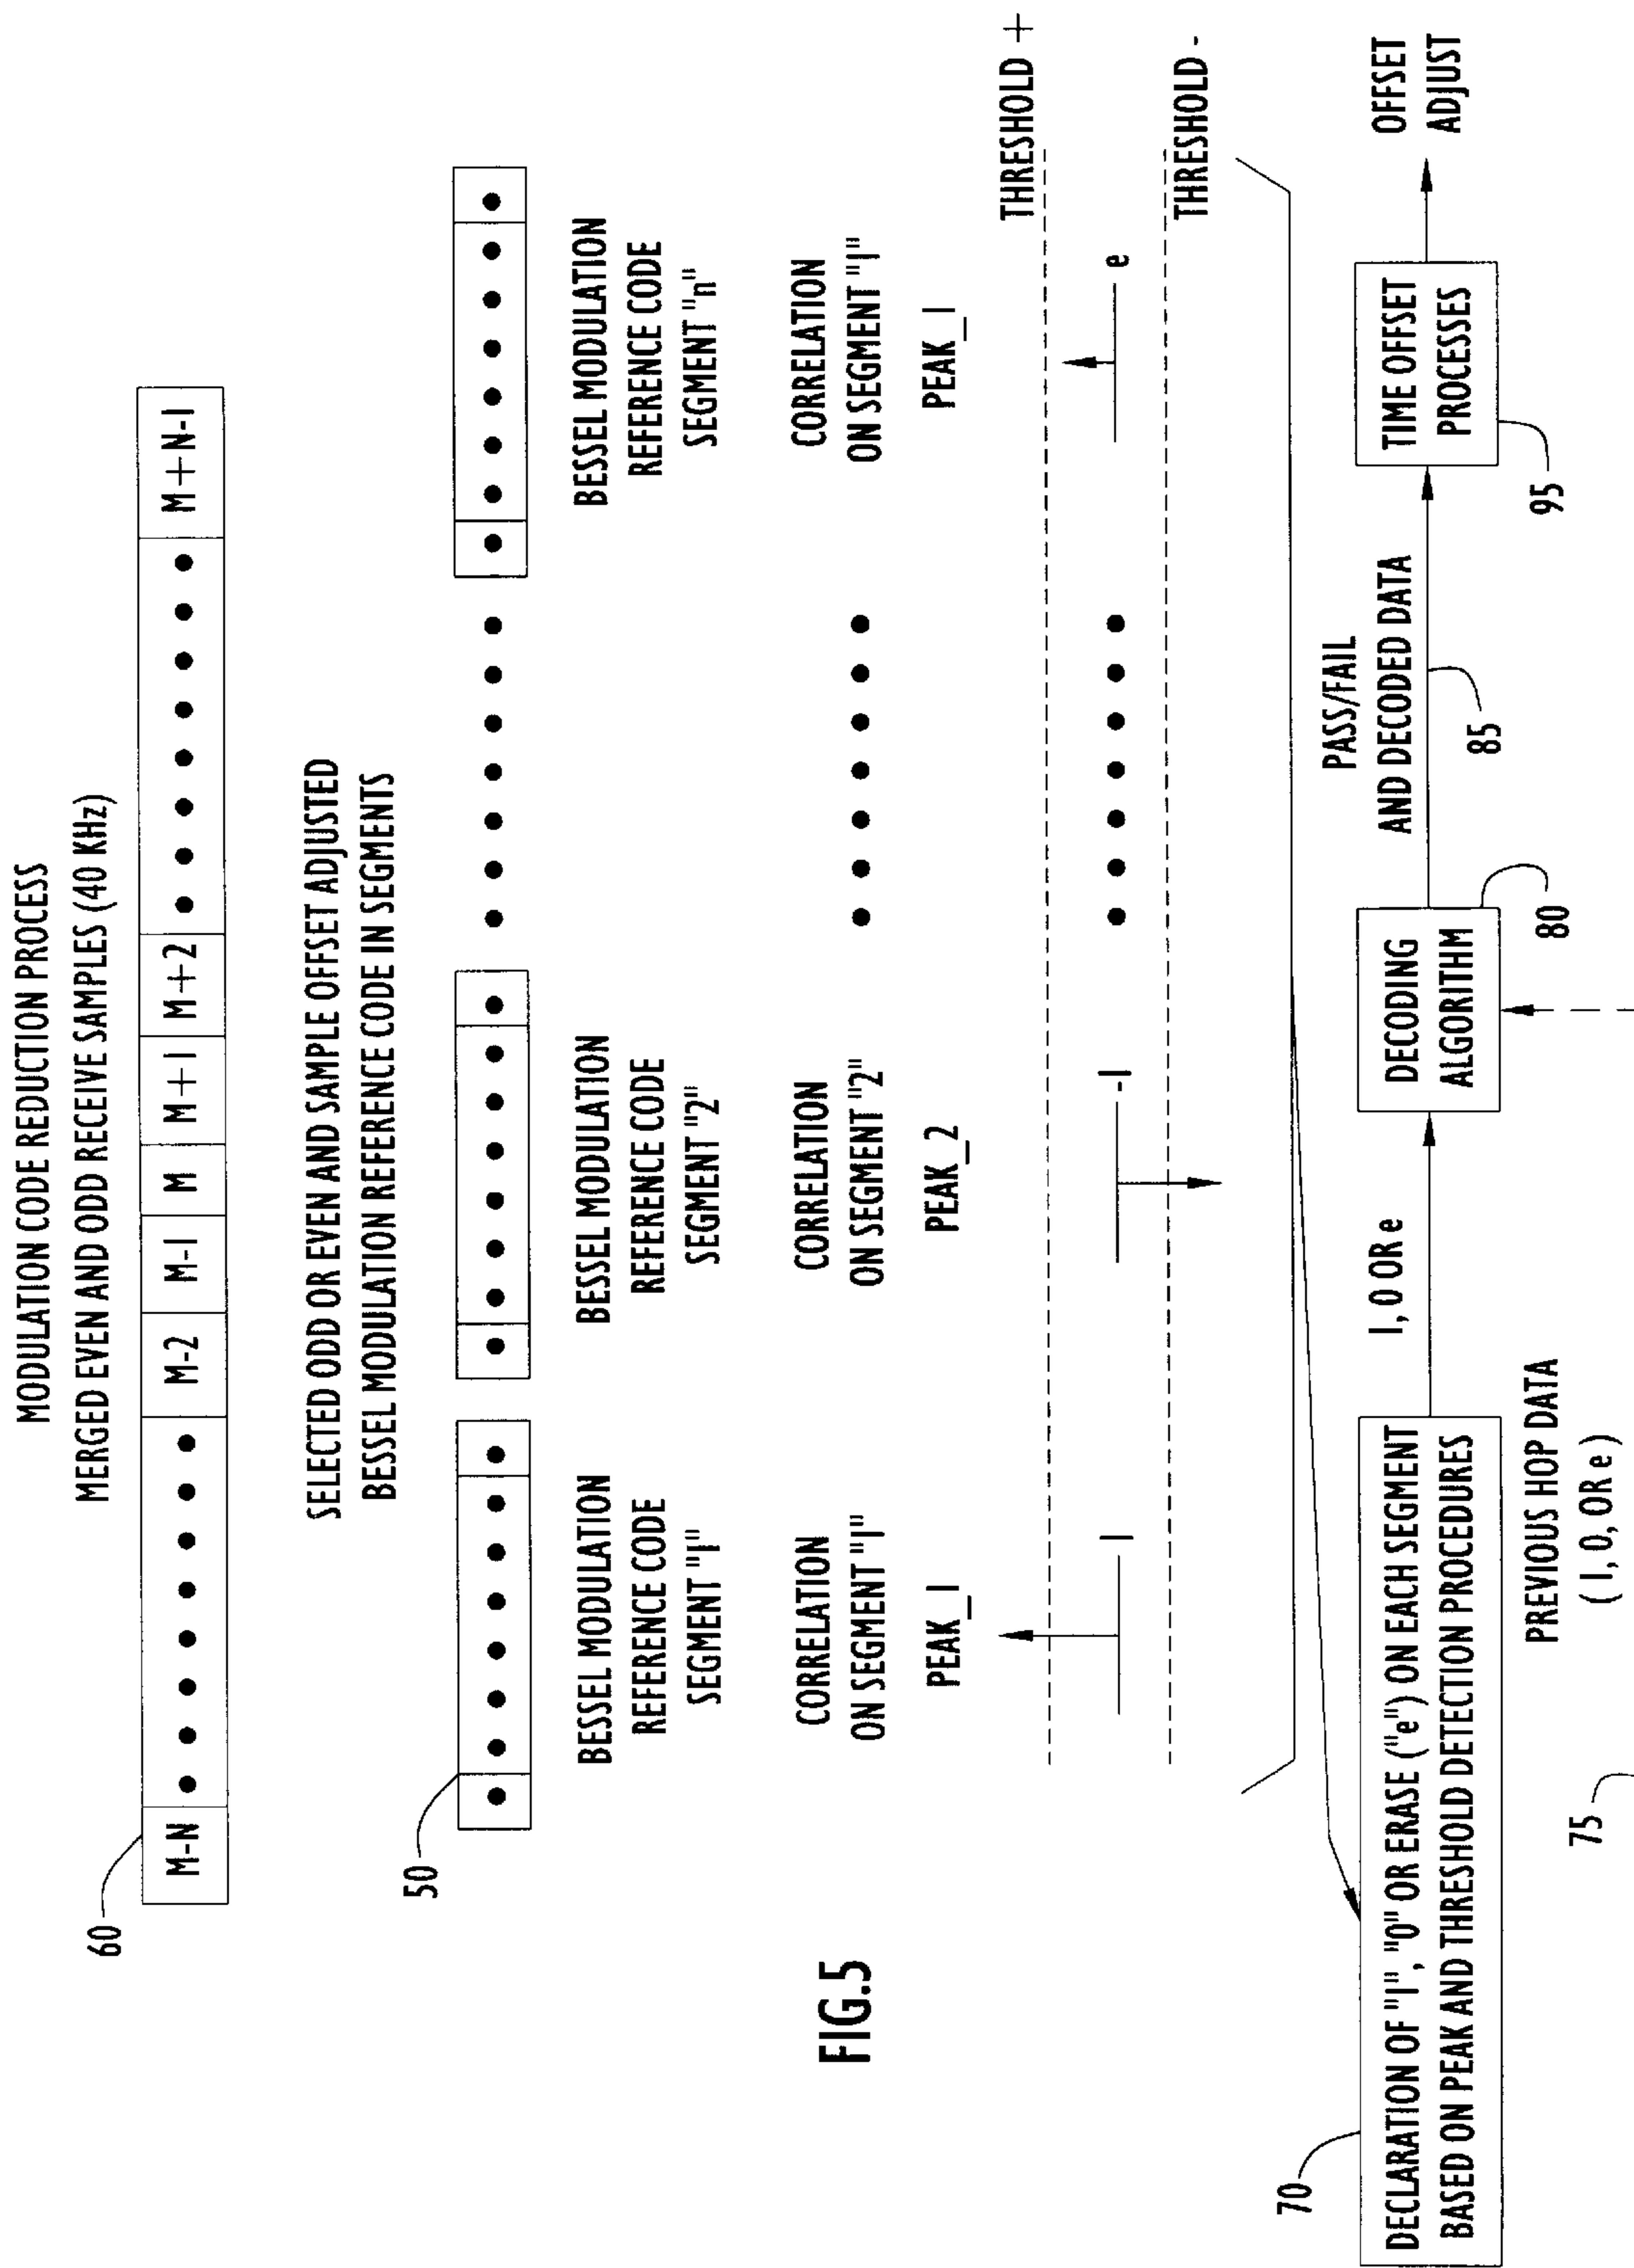 MODULATION CODE REDUCTION PROCESS
MERGED EVEN AND ODD RECEIVE SAMPLES (40 KHz)
60
M-N
M-2
M-1
M
M+1
M+2
M+N-1
SELECTED ODD OR EVEN AND SAMPLE OFFSET ADJUSTED
BESSEL MODULATION REFERENCE CODE IN SEGMENTS
50
BESSEL MODULATION
REFERENCE CODE
SEGMENT "1"
BESSEL MODULATION
REFERENCE CODE
SEGMENT "2"
BESSEL MODULATION
REFERENCE CODE
SEGMENT "n"
CORRELATION
ON SEGMENT "1"
PEAK_1
CORRELATION
ON SEGMENT "2"
PEAK_2
CORRELATION
ON SEGMENT "1"
PEAK_1
THRESHOLD +
1
-1
e
THRESHOLD -
FIG.5
70
DECLARATION OF "1", "0" OR ERASE ("e") ON EACH SEGMENT
BASED ON PEAK AND THRESHOLD DETECTION PROCEDURES
1, 0 OR e
DECODING
ALGORITHM
80
PASS/FAIL
AND DECODED DATA
85
TIME OFFSET
PROCESSES
95
OFFSET
ADJUST
PREVIOUS HOP DATA
( 1, 0, OR e )
75